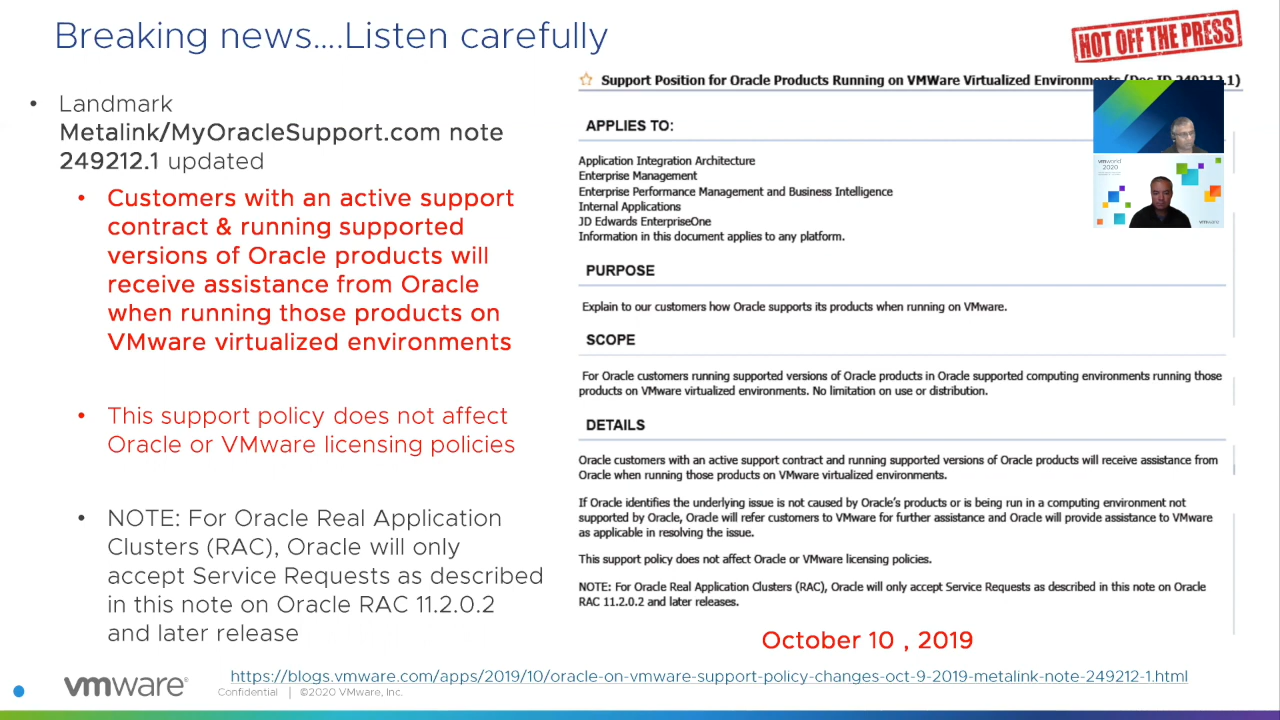 Breaking news....Listen carefully
HOT OFF THE PRESS
• Landmark
Metalink/MyOracleSupport.com note
249212.1 updated
• Customers with an active support
contract & running supported
versions of Oracle products will
receive assistance from Oracle
when running those products on
VMware virtualized environments
• This support policy does not affect
Oracle or VMware licensing policies
• NOTE: For Oracle Real Application
Clusters (RAC), Oracle will only
accept Service Requests as described
in this note on Oracle RAC 11.2.0.2
and later release
Support Position for Oracle Products Running on VMWare Virtualized Environments (Doc ID 249212.1)
APPLIES TO:
Application Integration Architecture
Enterprise Management
Enterprise Performance Management and Business Intelligence
Internal Applications
JD Edwards EnterpriseOne
Information in this document applies to any platform.
PURPOSE
Explain to our customers how Oracle supports its products when running on VMware.
SCOPE
For Oracle customers running supported versions of Oracle products in Oracle supported computing environments running those
products on VMware virtualized environments. No limitation on use or distribution.
DETAILS
Oracle customers with an active support contract and running supported versions of Oracle products will receive assistance from
Oracle when running those products on VMware virtualized environments.
If Oracle identifies the underlying issue is not caused by Oracle's products or is being run in a computing environment not
supported by Oracle, Oracle will refer customers to VMware for further assistance and Oracle will provide assistance to VMware
as applicable in resolving the issue.
This support policy does not affect Oracle or VMware licensing policies.
NOTE: For Oracle Real Application Clusters (RAC), Oracle will only accept Service Requests as described in this note on Oracle
RAC 11.2.0.2 and later releases.
October 10 , 2019
vmworld
2020
vmware
https://blogs.vmware.com/apps/2019/10/oracle-on-vmware-support-policy-changes-oct-9-2019-metalink-note-249212-1.html
vmware®
Confidential | ©2020 VMware, Inc.